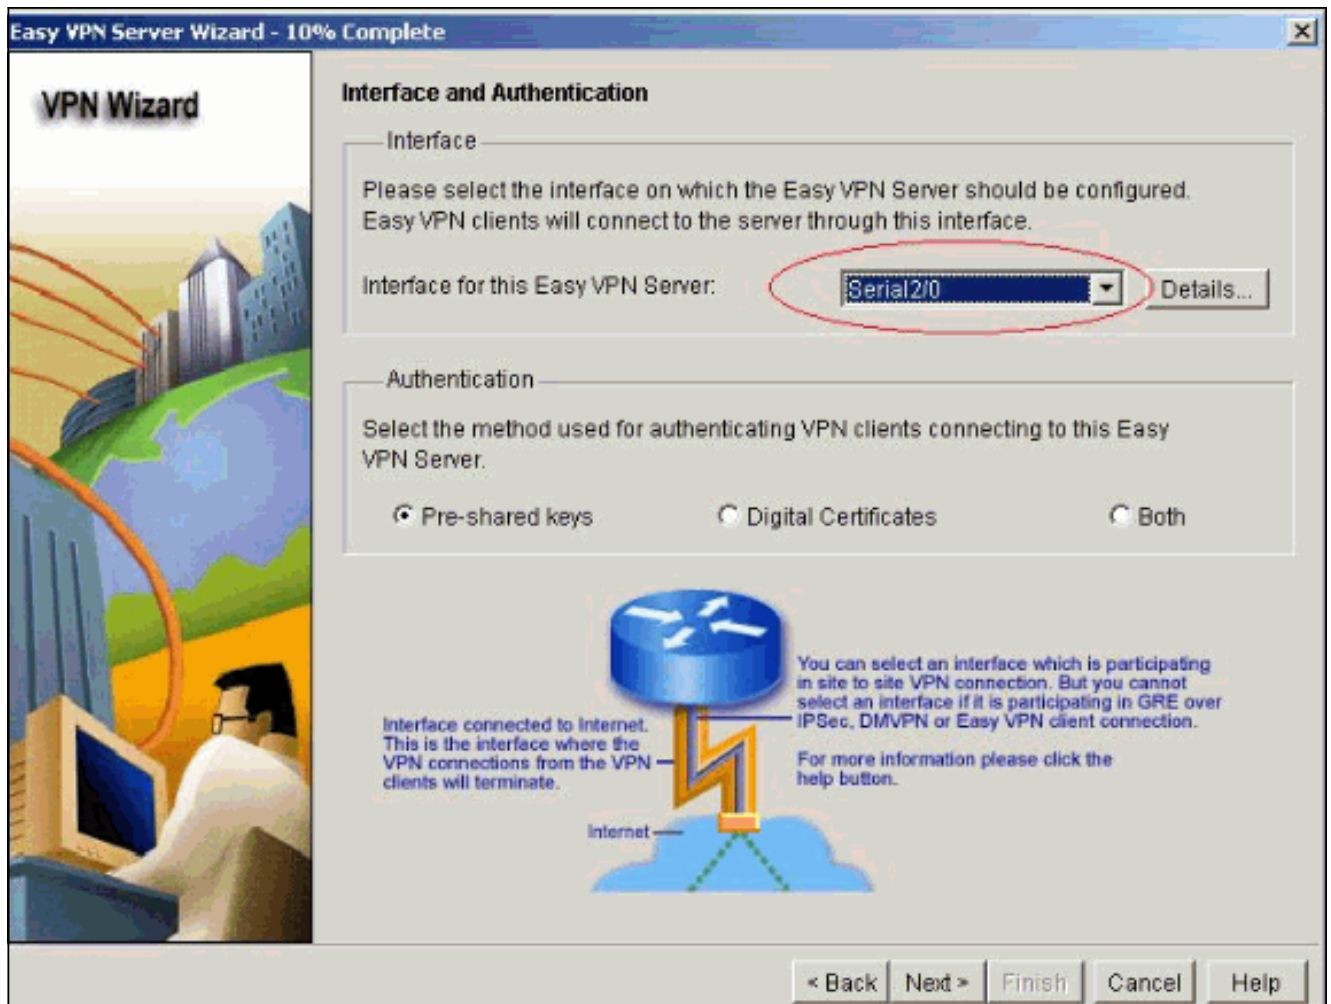 Easy VPN Server Wizard - 10% Complete
VPN Wizard
Interface and Authentication
Interface
Please select the interface on which the Easy VPN Server should be configured.
Easy VPN clients will connect to the server through this interface.
Interface for this Easy VPN Server:
Serial2/0
Details...
Authentication
Select the method used for authenticating VPN clients connecting to this Easy
VPN Server.
Pre-shared keys
Digital Certificates
Both
Interface connected to Internet.
This is the interface where the
VPN connections from the VPN
clients will terminate.
You can select an interface which is participating
in site to site VPN connection. But you cannot
select an interface if it is participating in GRE over
IPSec, DMVPN or Easy VPN client connection.
For more information please click the
help button.
Internet
< Back
Next >
Finish
Cancel
Help